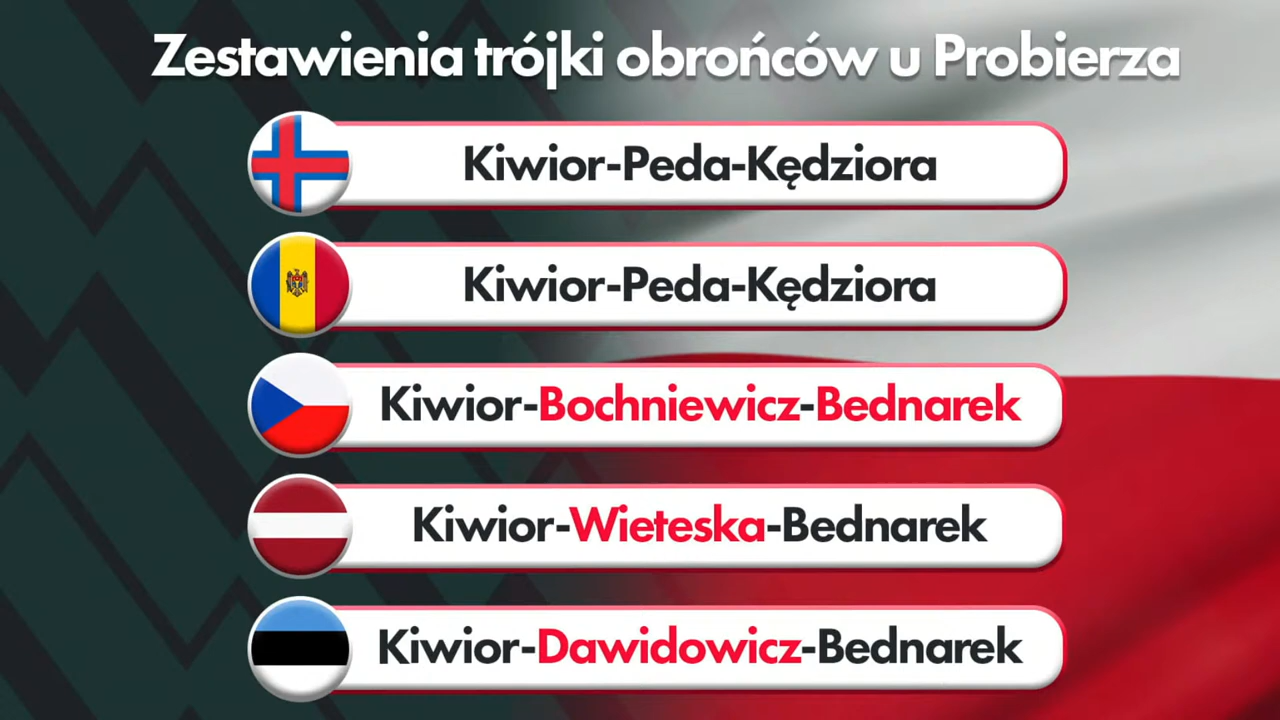 Zestawienia trójki obrońców u Probierza
Kiwior-Peda-Kędziora
Kiwior-Peda-Kędziora
Kiwior-Bochniewicz-Bednarek
Kiwior-Wieteska-Bednarek
Kiwior-Dawidowicz-Bednarek